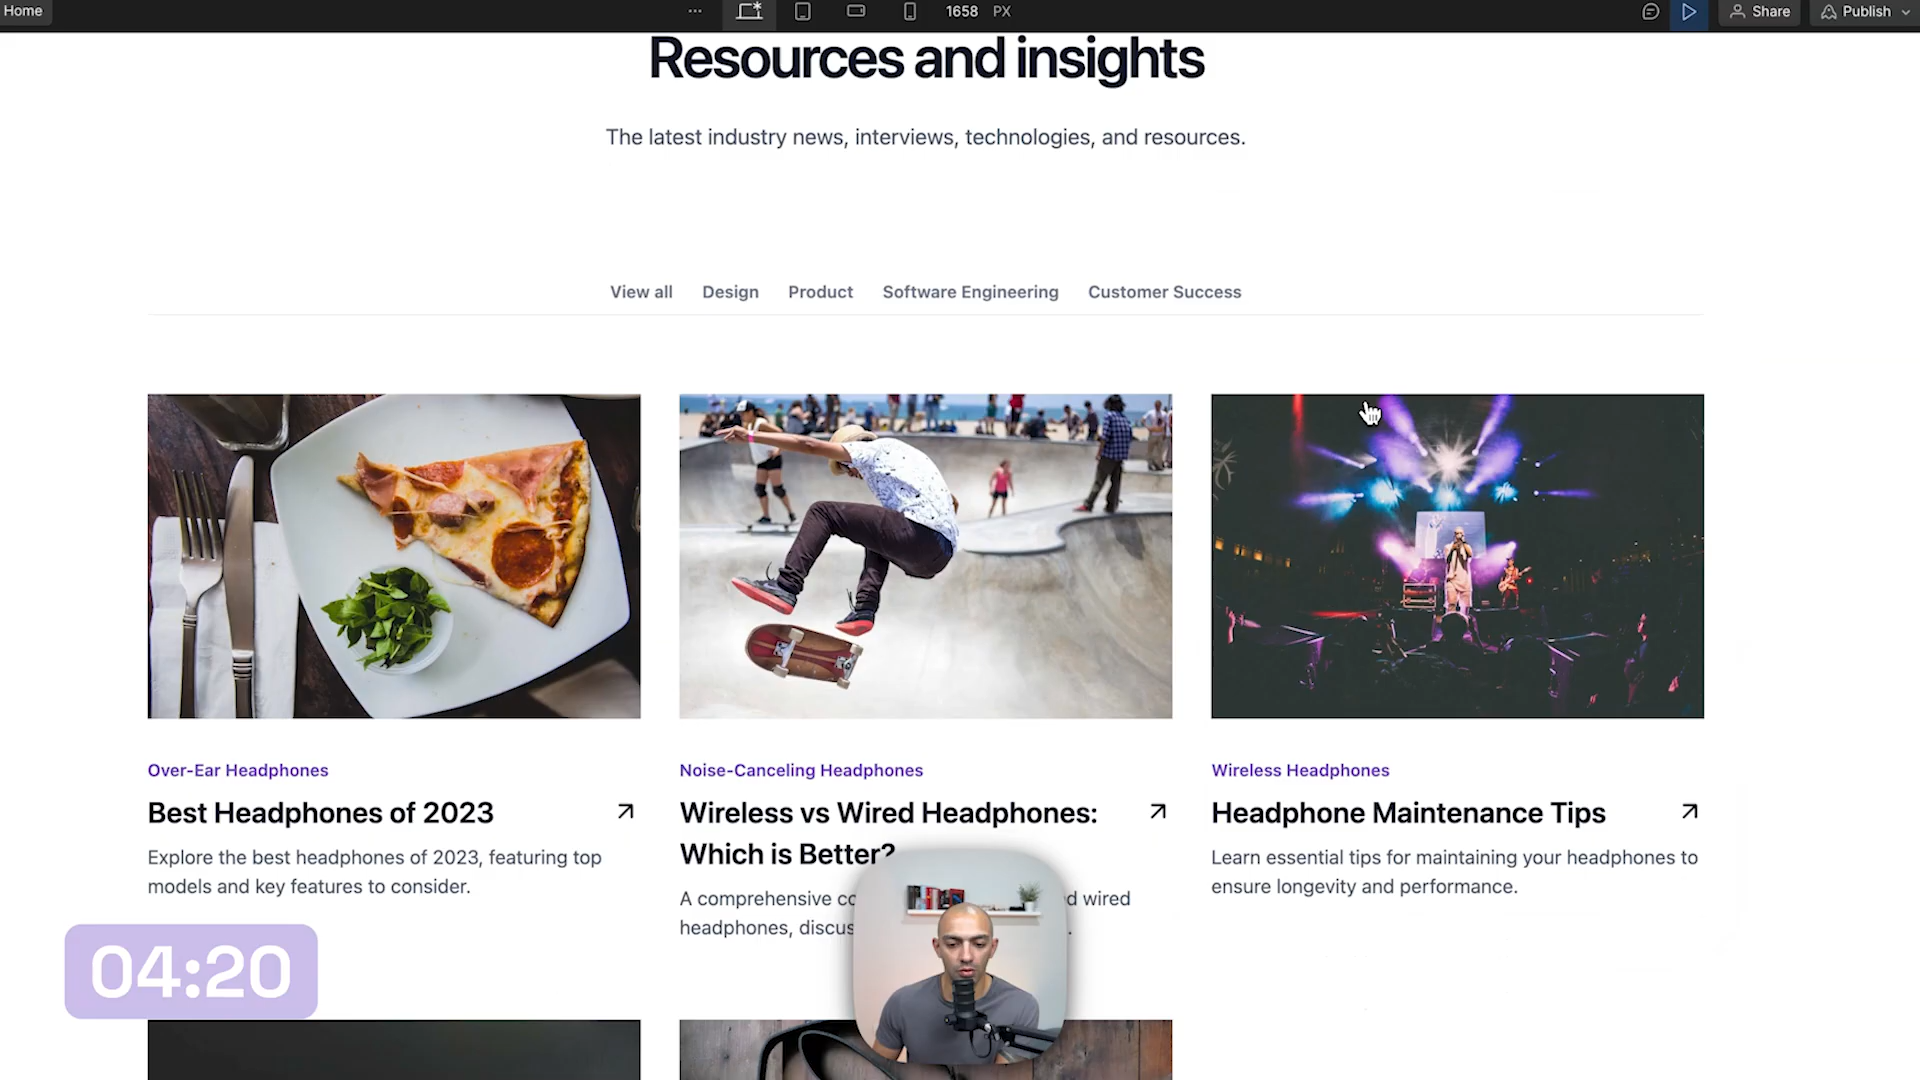 Home
1658 PX
Share
Publish
Resources and insights
The latest industry news, interviews, technologies, and resources.
View all
Design
Product
Software Engineering
Customer Success
Over-Ear Headphones
Best Headphones of 2023
Explore the best headphones of 2023, featuring top
models and key features to consider.
Noise-Canceling Headphones
Wireless vs Wired Headphones:
Which is Better?
A comprehensive
d wired
headphones,
Wireless Headphones
Headphone Maintenance Tips
Learn essential tips for maintaining your headphones to
ensure longevity and performance.
04:20